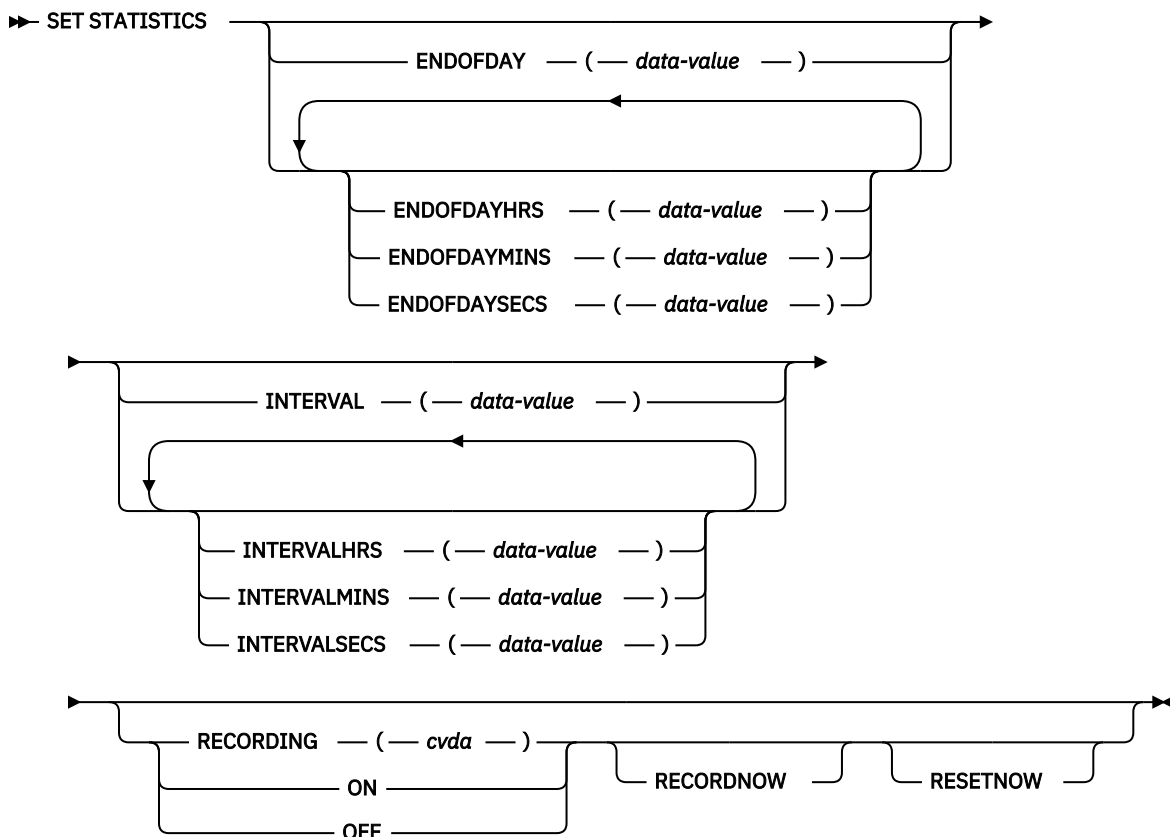 SET STATISTICS
ENDOFDAY ( data-value )
ENDOFDAYHRS ( data-value )
ENDOFDAYMINS ( data-value )
ENDOFDAYSECS ( data-value )
INTERVAL ( data-value )
INTERVALHRS ( data-value )
INTERVALMINS ( data-value )
INTERVALSECS ( data-value )
RECORDING ( cvda )
ON
OFF
RECORDNOW
RESETNOW